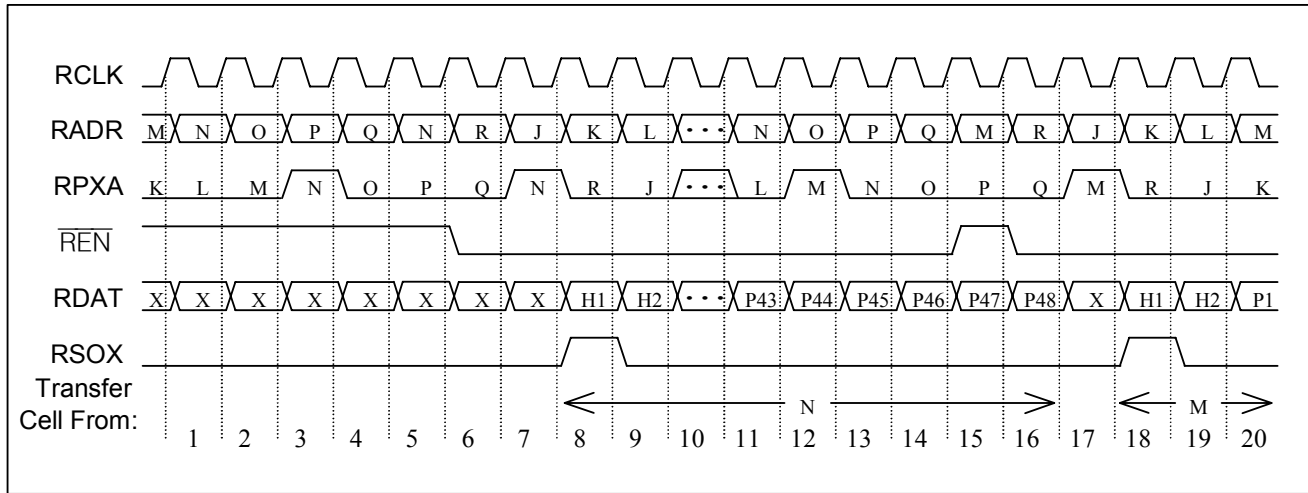 RCLK
RADR M N O P Q N R J K L ··· N O P Q M R J K L M
RPXA K L M N O P Q N R J ··· L M N O P Q M R J K
REN
RDAT X X X X X X X X H1 H2 ··· P43 P44 P45 P46 P47 P48 X H1 H2 P1
RSOX
Transfer
Cell From: N M
1 2 3 4 5 6 7 8 9 10 11 12 13 14 15 16 17 18 19 20